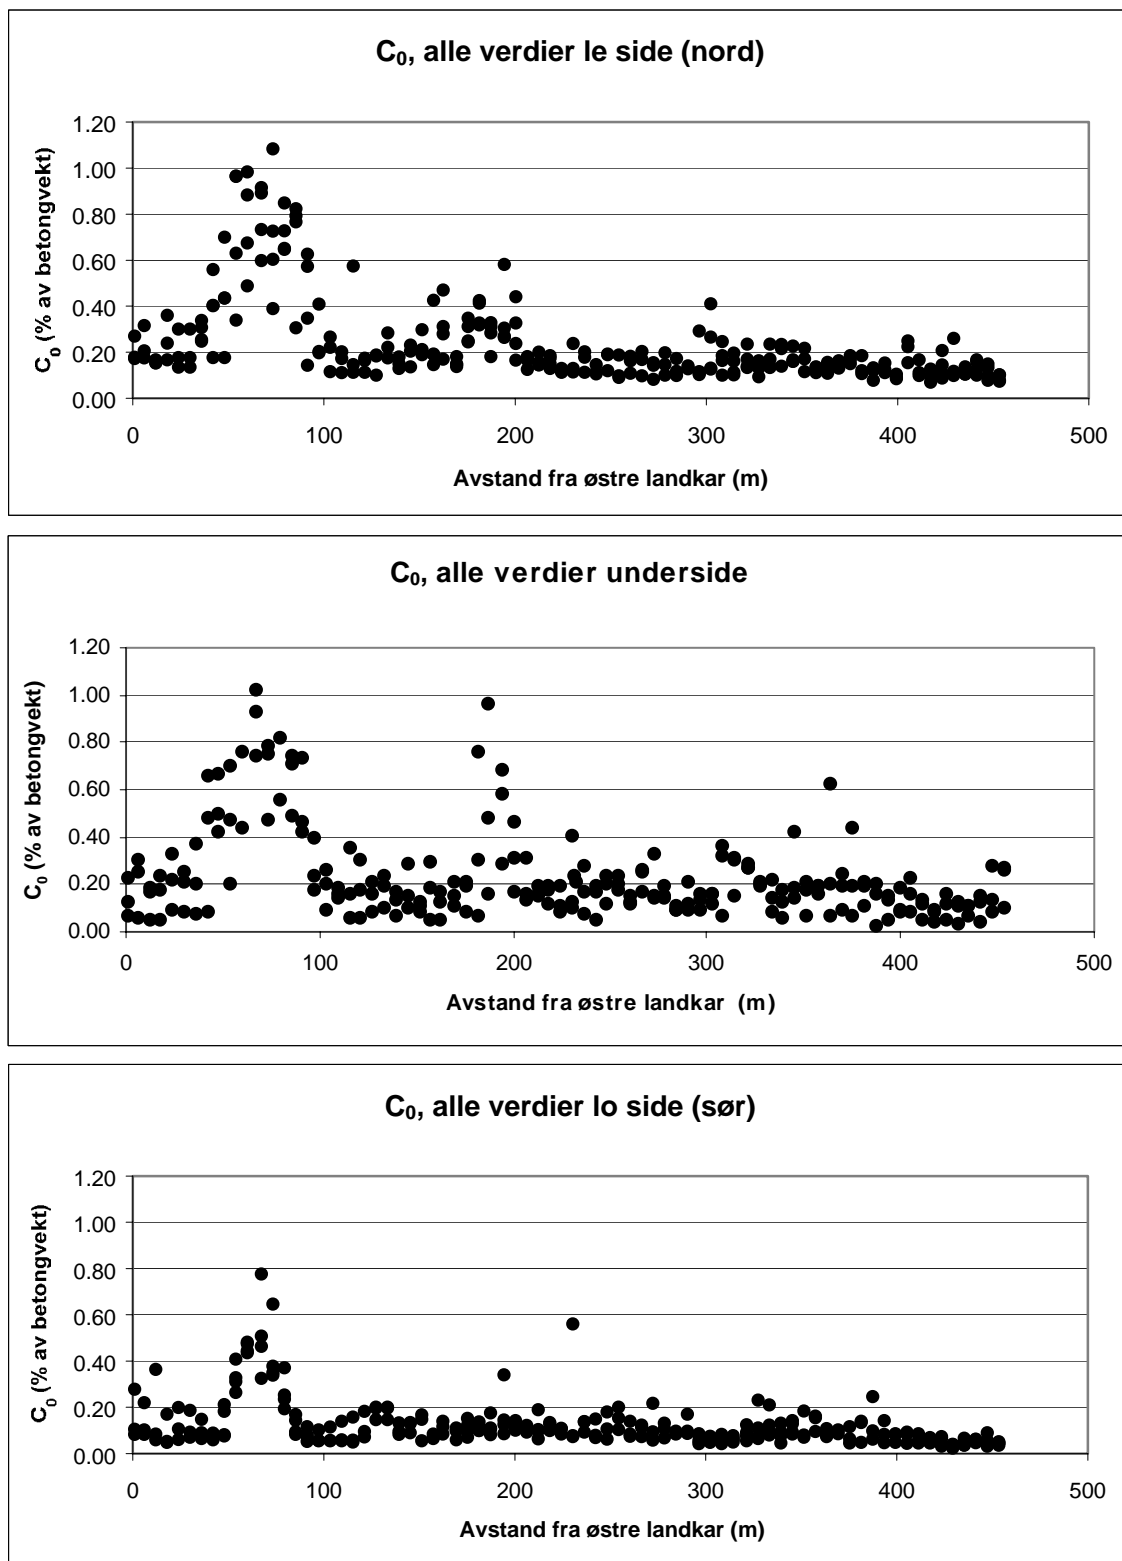 C₀, alle verdier le side (nord)
C₀ (% av betongvekt)
1.20
1.00
0.80
0.60
0.40
0.20
0.00
0 100 200 300 400 500
Avstand fra østre landkar (m)
C₀, alle verdier underside
C₀ (% av betongvekt)
1.20
1.00
0.80
0.60
0.40
0.20
0.00
0 100 200 300 400 500
Avstand fra østre landkar (m)
C₀, alle verdier lo side (sør)
C₀ (% av betongvekt)
1.20
1.00
0.80
0.60
0.40
0.20
0.00
0 100 200 300 400 500
Avstand fra østre landkar (m)